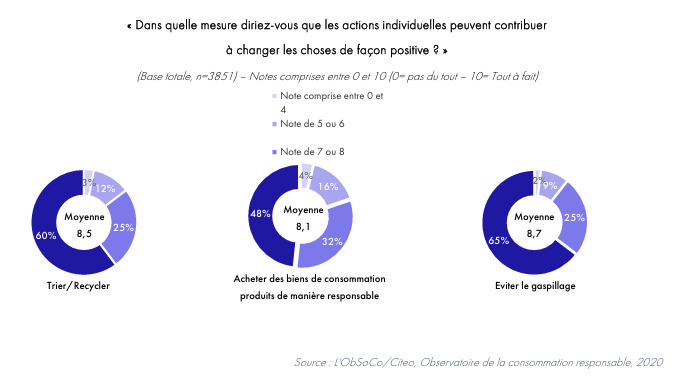 « Dans quelle mesure diriez-vous que les actions individuelles peuvent contribuer
à changer les choses de façon positive ? »
(Base totale, n=3851) – Notes comprises entre 0 et 10 (0= pas du tout – 10= Tout à fait)
Note comprise entre 0 et
4
Note de 5 ou 6
Note de 7 ou 8
3%
12%
25%
60%
Moyenne
8,5
Trier/Recycler
4%
16%
32%
48%
Moyenne
8,1
Acheter des biens de consommation
produits de manière responsable
2%
9%
25%
65%
Moyenne
8,7
Eviter le gaspillage
Source : L'ObSoCo/Citeo, Observatoire de la consommation responsable, 2020